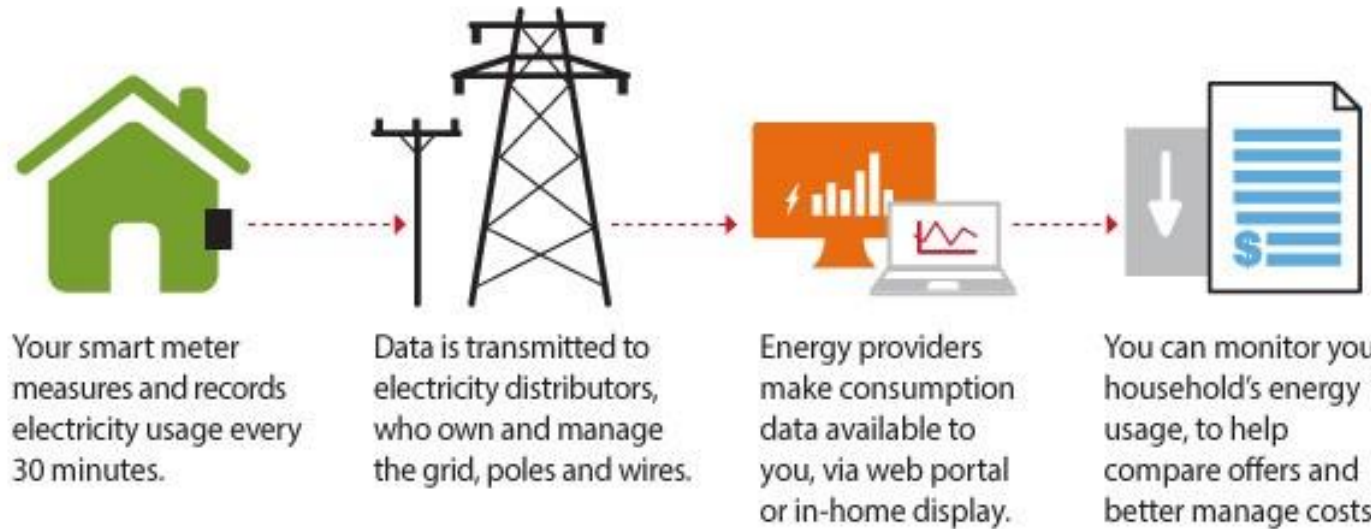 Your smart meter
measures and records
electricity usage every
30 minutes.
Data is transmitted to
electricity distributors,
who own and manage
the grid, poles and wires.
Energy providers
make consumption
data available to
you, via web portal
or in-home display.
$
You can monitor you
household's energy
usage, to help
compare offers and
better manage costs